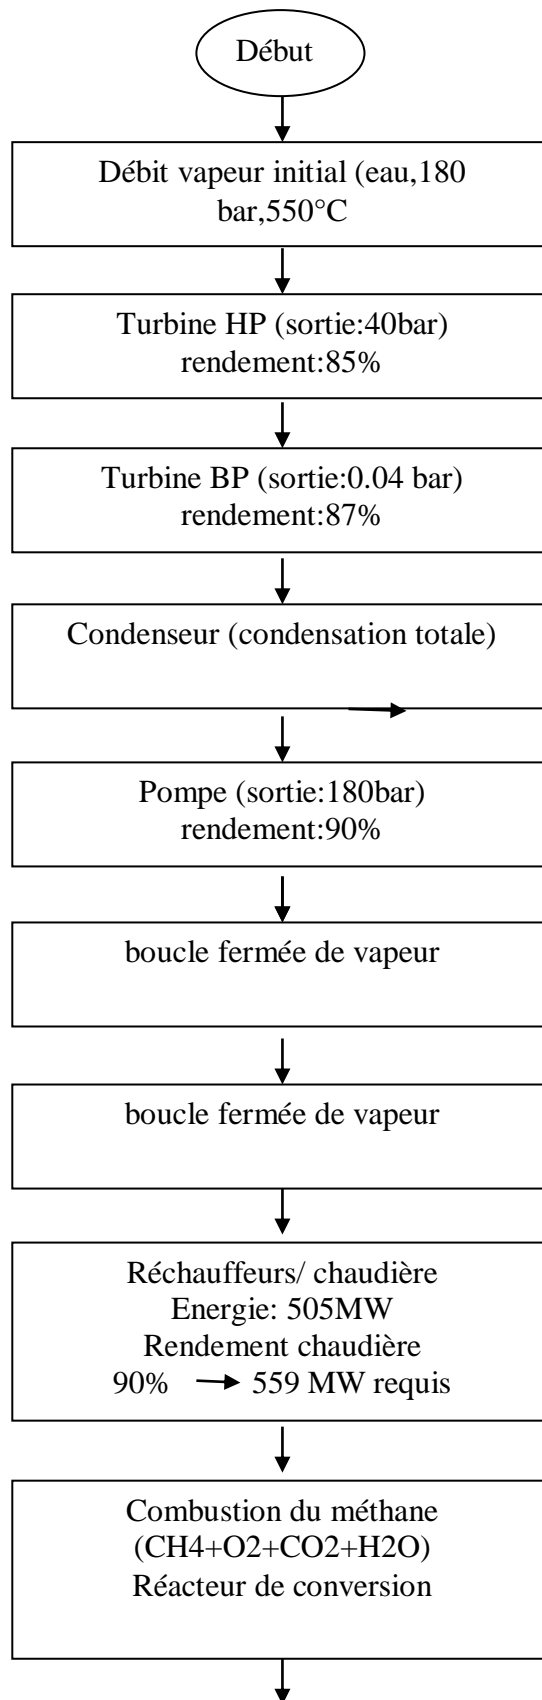 Début
Débit vapeur initial (eau,180
bar,550°C
Turbine HP (sortie:40bar)
rendement:85%
Turbine BP (sortie:0.04 bar)
rendement:87%
Condenseur (condensation totale)
Pompe (sortie:180bar)
rendement:90%
boucle fermée de vapeur
boucle fermée de vapeur
Réchauffeurs/ chaudière
Energie: 505MW
Rendement chaudière
90% → 559 MW requis
Combustion du méthane
(CH4+O2+CO2+H2O)
Réacteur de conversion